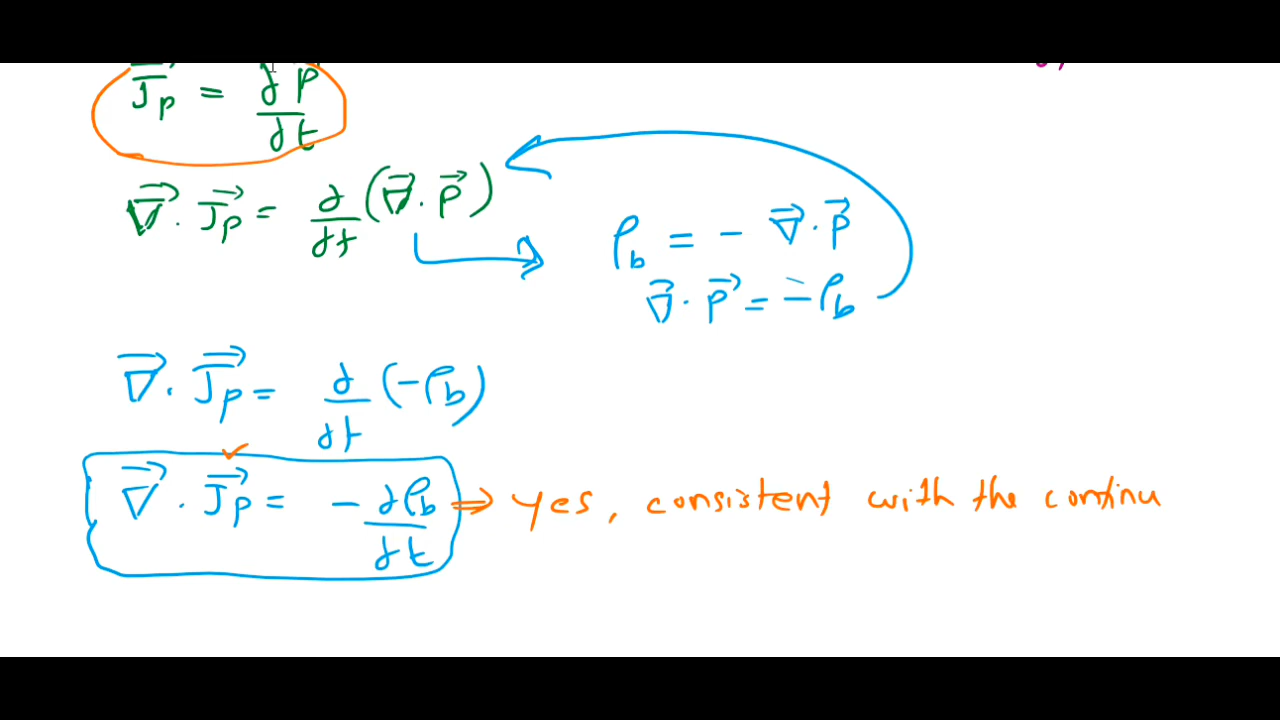 J⃗p = ∂P⃗/∂t
∇⃗ · J⃗p = ∂/∂t (∇⃗ · P⃗)
ρb = − ∇⃗ · P⃗
∇⃗ · P⃗ = −ρb
∇⃗ · J⃗p = ∂/∂t (−ρb)
∇⃗ · J⃗p = − ∂ρb/∂t ⇒ yes, consistent with the continu